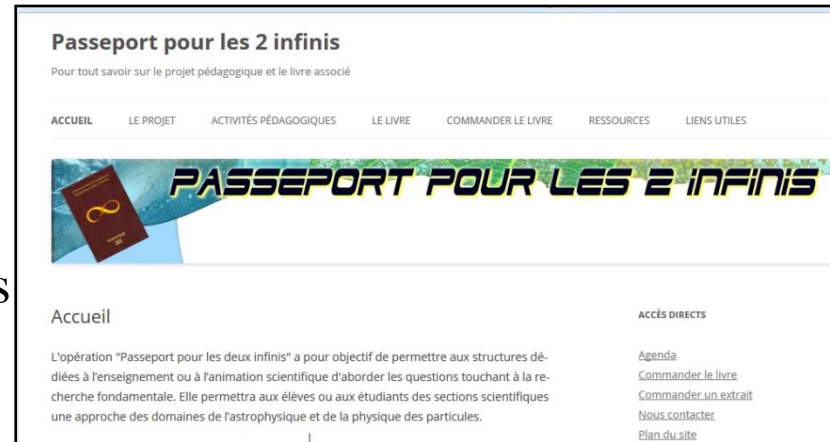 Passeport pour les 2 infinis
Pour tout savoir sur le projet pédagogique et le livre associé
ACCUEIL LE PROJET ACTIVITÉS PÉDAGOGIQUES LE LIVRE COMMANDER LE LIVRE RESSOURCES LIENS UTILES
PASSEPORT POUR LES 2 INFINIS
s
Accueil
L'opération "Passeport pour les deux infinis" a pour objectif de permettre aux structures dé-
diées à l'enseignement ou à l'animation scientifique d'aborder les questions touchant à la re-
cherche fondamentale. Elle permettra aux élèves ou aux étudiants des sections scientifiques
une approche des domaines de l'astrophysique et de la physique des particules.
ACCÈS DIRECTS
Agenda
Commander le livre
Commander un extrait
Nous contacter
Plan du site